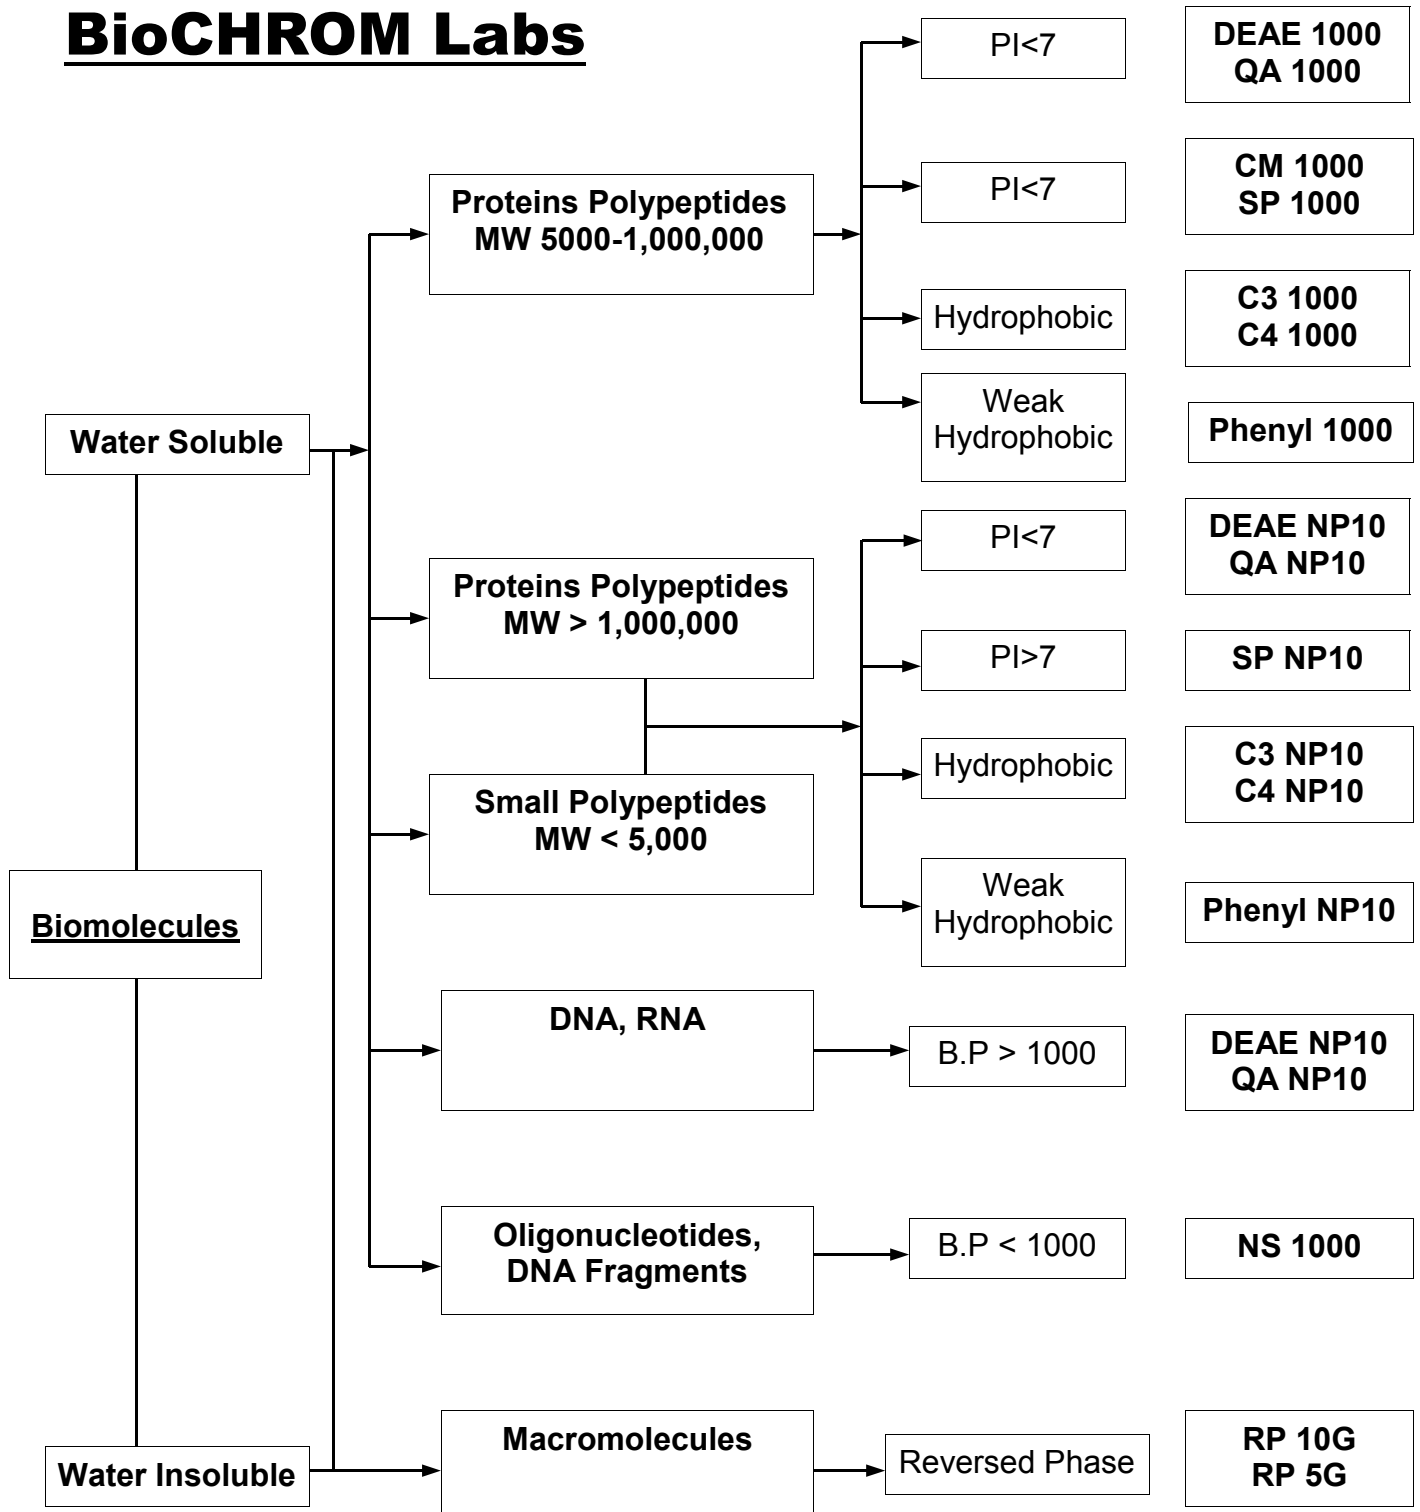 BioCHROM Labs
PI<7
DEAE 1000
QA 1000
Proteins Polypeptides
MW 5000-1,000,000
PI<7
CM 1000
SP 1000
Hydrophobic
C3 1000
C4 1000
Weak
Hydrophobic
Phenyl 1000
Water Soluble
Proteins Polypeptides
MW > 1,000,000
PI<7
DEAE NP10
QA NP10
PI>7
SP NP10
Small Polypeptides
MW < 5,000
Hydrophobic
C3 NP10
C4 NP10
Weak
Hydrophobic
Phenyl NP10
Biomolecules
DNA, RNA
B.P > 1000
DEAE NP10
QA NP10
Oligonucleotides,
DNA Fragments
B.P < 1000
NS 1000
Water Insoluble
Macromolecules
Reversed Phase
RP 10G
RP 5G